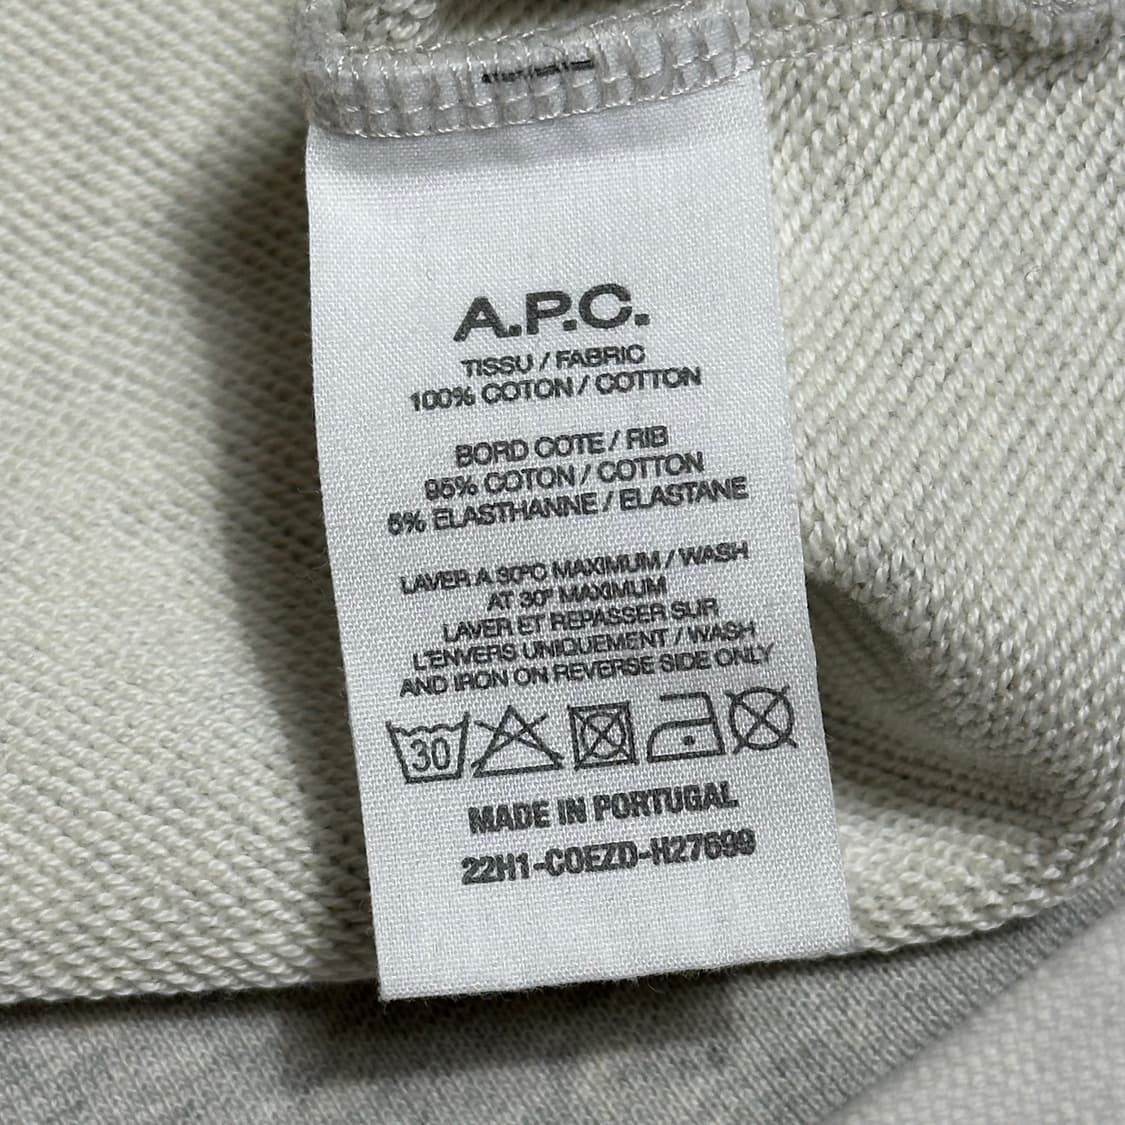 A.P.C.
TISSU / FABRIC
100% COTON / COTTON
BORD COTE / RIB
95% COTON / COTTON
5% ELASTHANNE / ELASTANE
LAVER A 30°C MAXIMUM / WASH
AT 30° MAXIMUM
LAVER ET REPASSER SUR
L'ENVERS UNIQUEMENT / WASH
AND IRON ON REVERSE SIDE ONLY
30
MADE IN PORTUGAL
22H1-COEZD-H27699